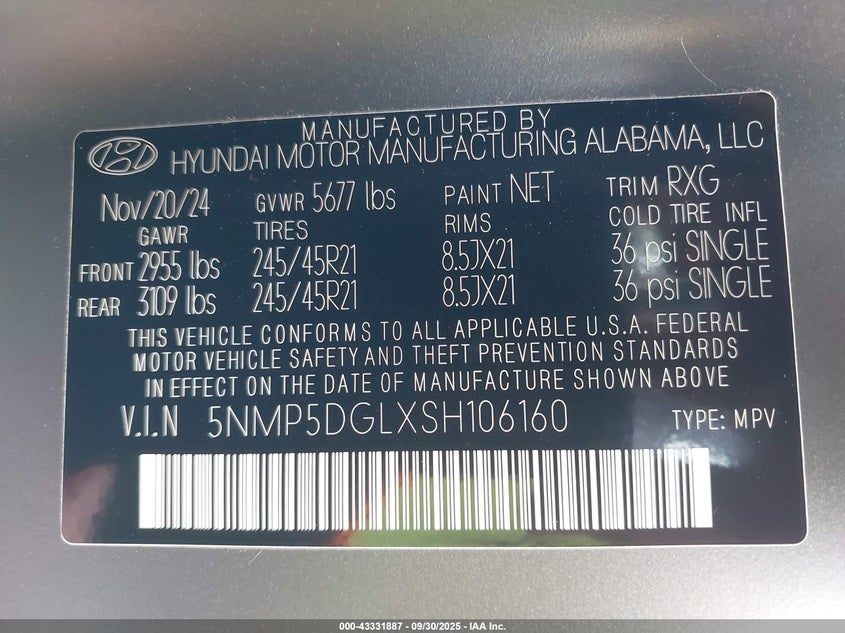 MANUFACTURED BY
HYUNDAI MOTOR MANUFACTURING ALABAMA, LLC
Nov/20/24 GVWR 5677 lbs PAINT NET TRIM RXG
GAWR TIRES RIMS COLD TIRE INFL
FRONT 2955 lbs 245/45R21 8.5JX21 36 psi SINGLE
REAR 3109 lbs 245/45R21 8.5JX21 36 psi SINGLE
THIS VEHICLE CONFORMS TO ALL APPLICABLE U.S.A. FEDERAL
MOTOR VEHICLE SAFETY AND THEFT PREVENTION STANDARDS
IN EFFECT ON THE DATE OF MANUFACTURE SHOWN ABOVE
V.I.N 5NMP5DGLXSH106160 TYPE: MPV
000-43331887 - 09/30/2025 - IAA Inc.